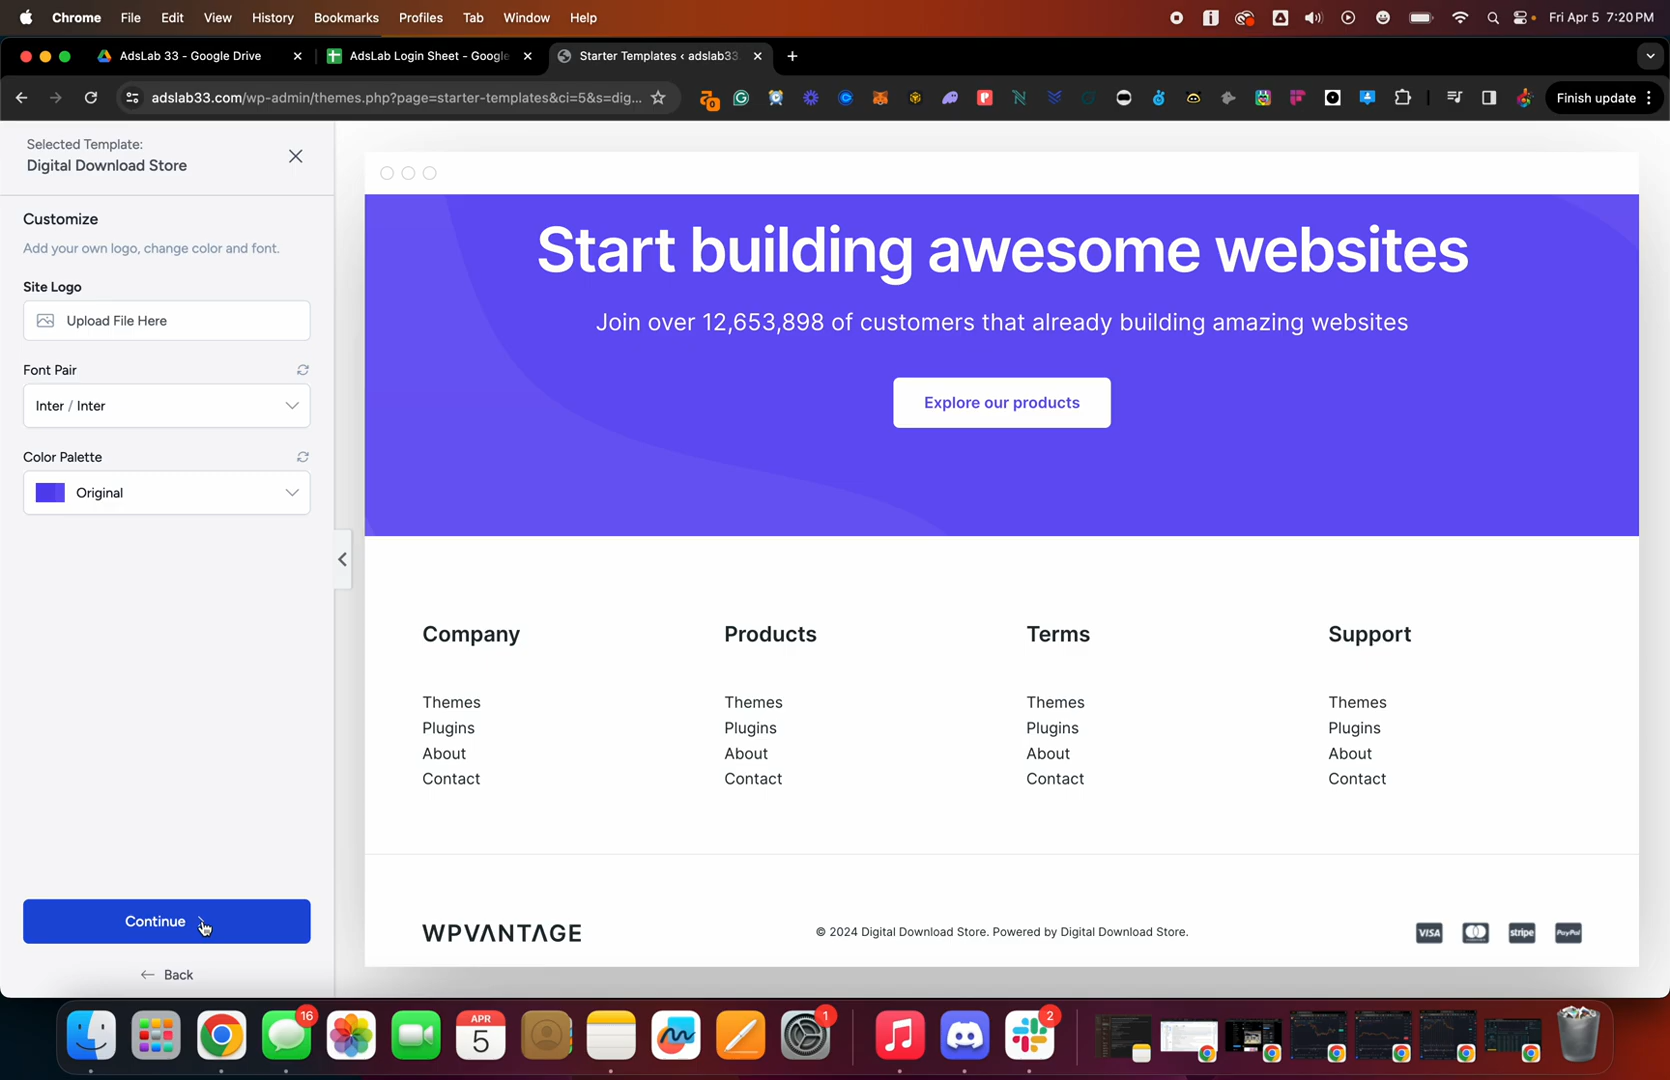 Chrome File Edit View History Bookmarks Profiles Tab Window Help Fri Apr 5 7:20 PM
AdsLab 33 - Google Drive AdsLab Login Sheet - Google Starter Templates ‹ adslab33.
adslab33.com/wp-admin/themes.php?page=starter-templates&ci=5&s=dig... Finish update
Selected Template:
Digital Download Store
Customize
Add your own logo, change color and font.
Site Logo
Upload File Here
Font Pair
Inter / Inter
Color Palette
Original
Continue
Back
Start building awesome websites
Join over 12,653,898 of customers that already building amazing websites
Explore our products
Company Products Terms Support
Themes Themes Themes Themes
Plugins Plugins Plugins Plugins
About About About About
Contact Contact Contact Contact
WPVANTAGE © 2024 Digital Download Store. Powered by Digital Download Store. VISA stripe PayPal
16 APR 5 1 2